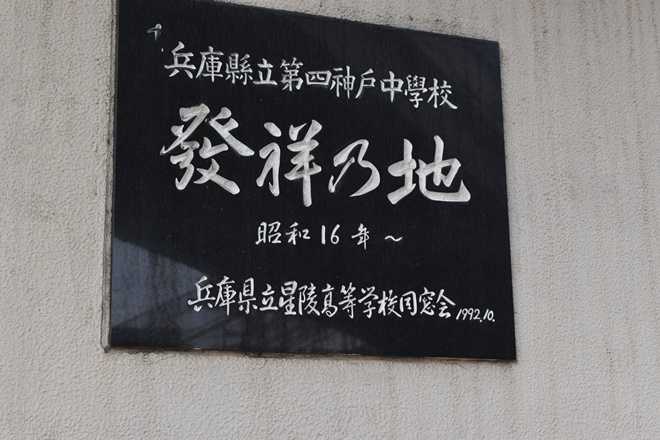 兵庫縣立第四神戸中學校
發祥乃地
昭和16年～
兵庫県立星陵高等学校同窓会 1992.10.